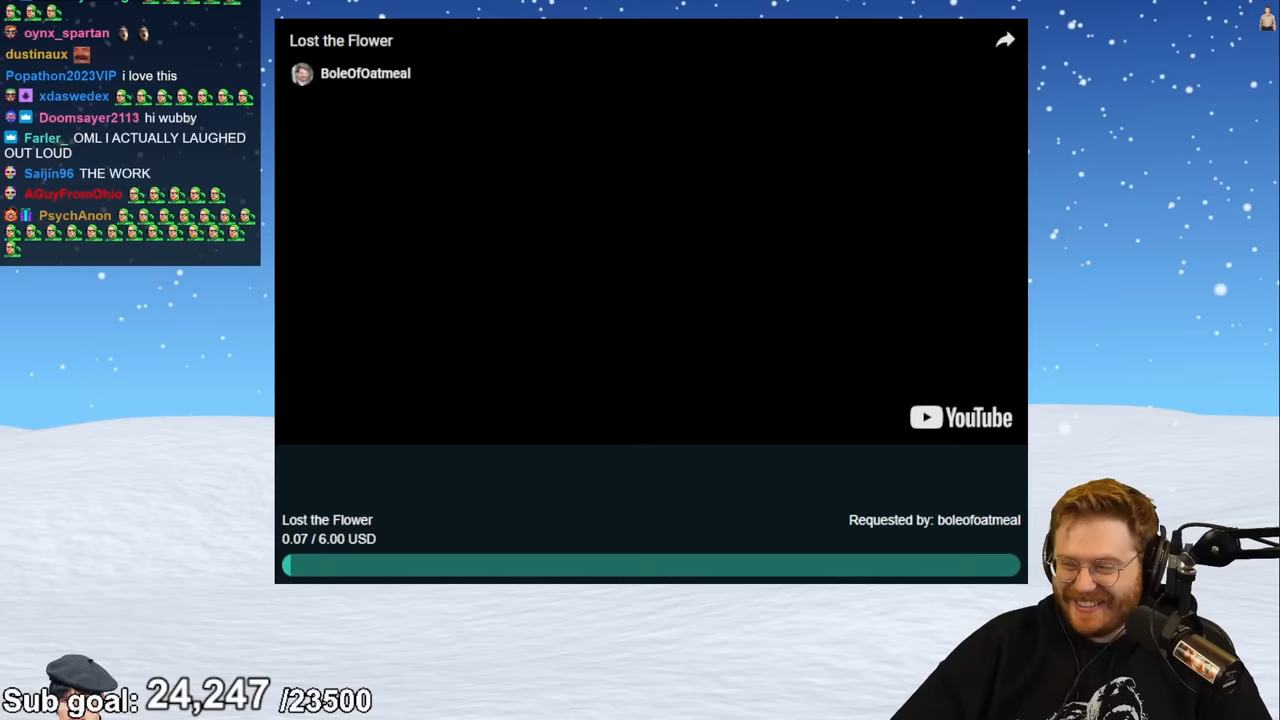 oynx_spartan
dustinaux
Popathon2023VIP i love this
xdaswedex
Doomsayer2113 hi wubby
Farler_ OML I ACTUALLY LAUGHED
OUT LOUD
Saijin96 THE WORK
AGuyFromOhio
PsychAnon
Lost the Flower
BoleOfOatmeal
YouTube
Lost the Flower
Requested by: boleofoatmeal
0.07 / 6.00 USD
Sub goal: 24,247 /23500